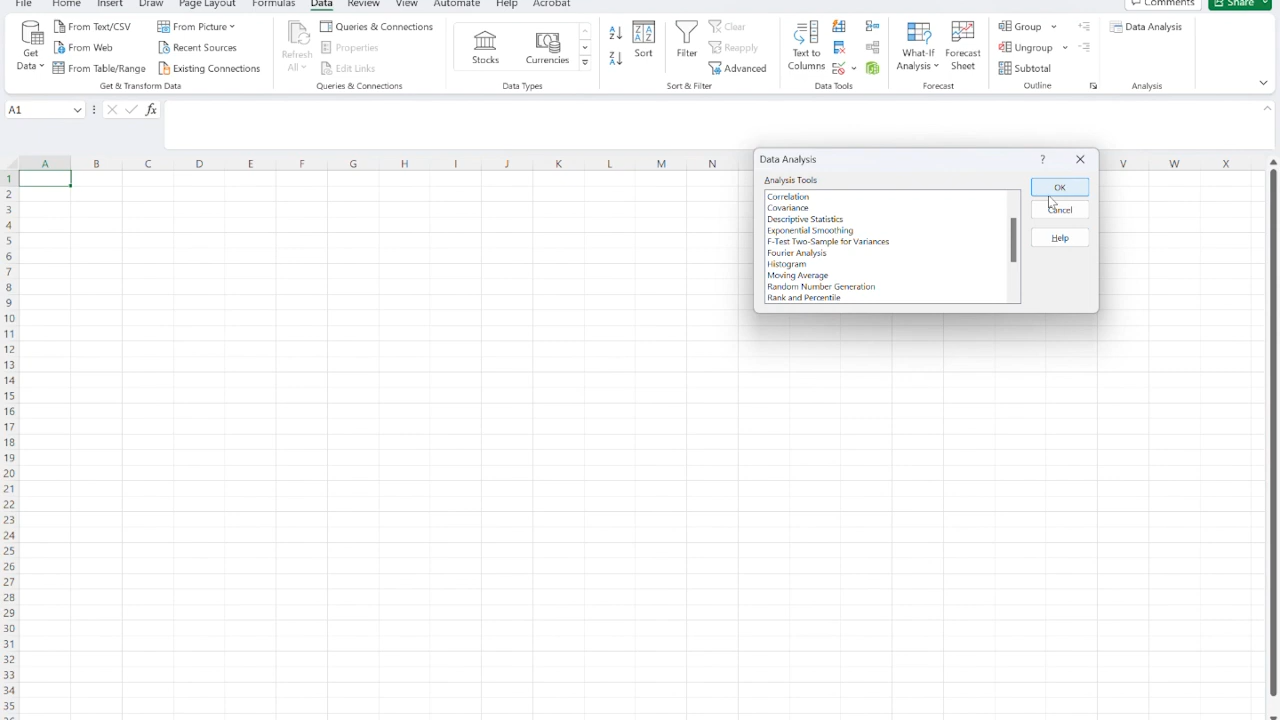 File Home Insert Draw Page Layout Formulas Data Review View Automate Help Acrobat Comments Share
Get Data
From Text/CSV
From Web
From Table/Range
From Picture
Recent Sources
Existing Connections
Get & Transform Data
Refresh All
Queries & Connections
Properties
Edit Links
Queries & Connections
Stocks
Currencies
Data Types
Sort
Filter
Clear
Reapply
Advanced
Sort & Filter
Text to Columns
Data Tools
What-If Analysis
Forecast Sheet
Forecast
Group
Ungroup
Subtotal
Outline
Data Analysis
Analysis
A1
fx
A B C D E F G H I J K L M N V W X
Data Analysis
?
Analysis Tools
Correlation
Covariance
Descriptive Statistics
Exponential Smoothing
F-Test Two-Sample for Variances
Fourier Analysis
Histogram
Moving Average
Random Number Generation
Rank and Percentile
OK
Cancel
Help
1
2
3
4
5
6
7
8
9
10
11
12
13
14
15
16
17
18
19
20
21
22
23
24
25
26
27
28
29
30
31
32
33
34
35